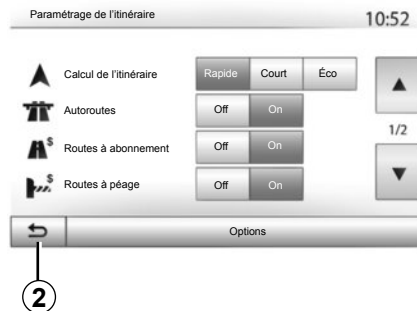 Paramétrage de l’itinéraire 10:52
Calcul de l’itinéraire Rapide Court Éco
Autoroutes Off On
1/2
Routes à abonnement Off On
Routes à péage Off On
Options
2